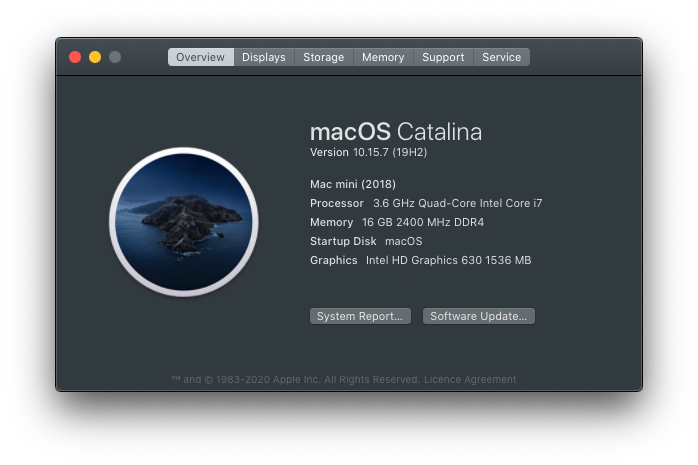 Overview Displays Storage Memory Support Service
macOS Catalina
Version 10.15.7 (19H2)
Mac mini (2018)
Processor 3.6 GHz Quad-Core Intel Core i7
Memory 16 GB 2400 MHz DDR4
Startup Disk macOS
Graphics Intel HD Graphics 630 1536 MB
System Report... Software Update...
™ and © 1983-2020 Apple Inc. All Rights Reserved. Licence Agreement